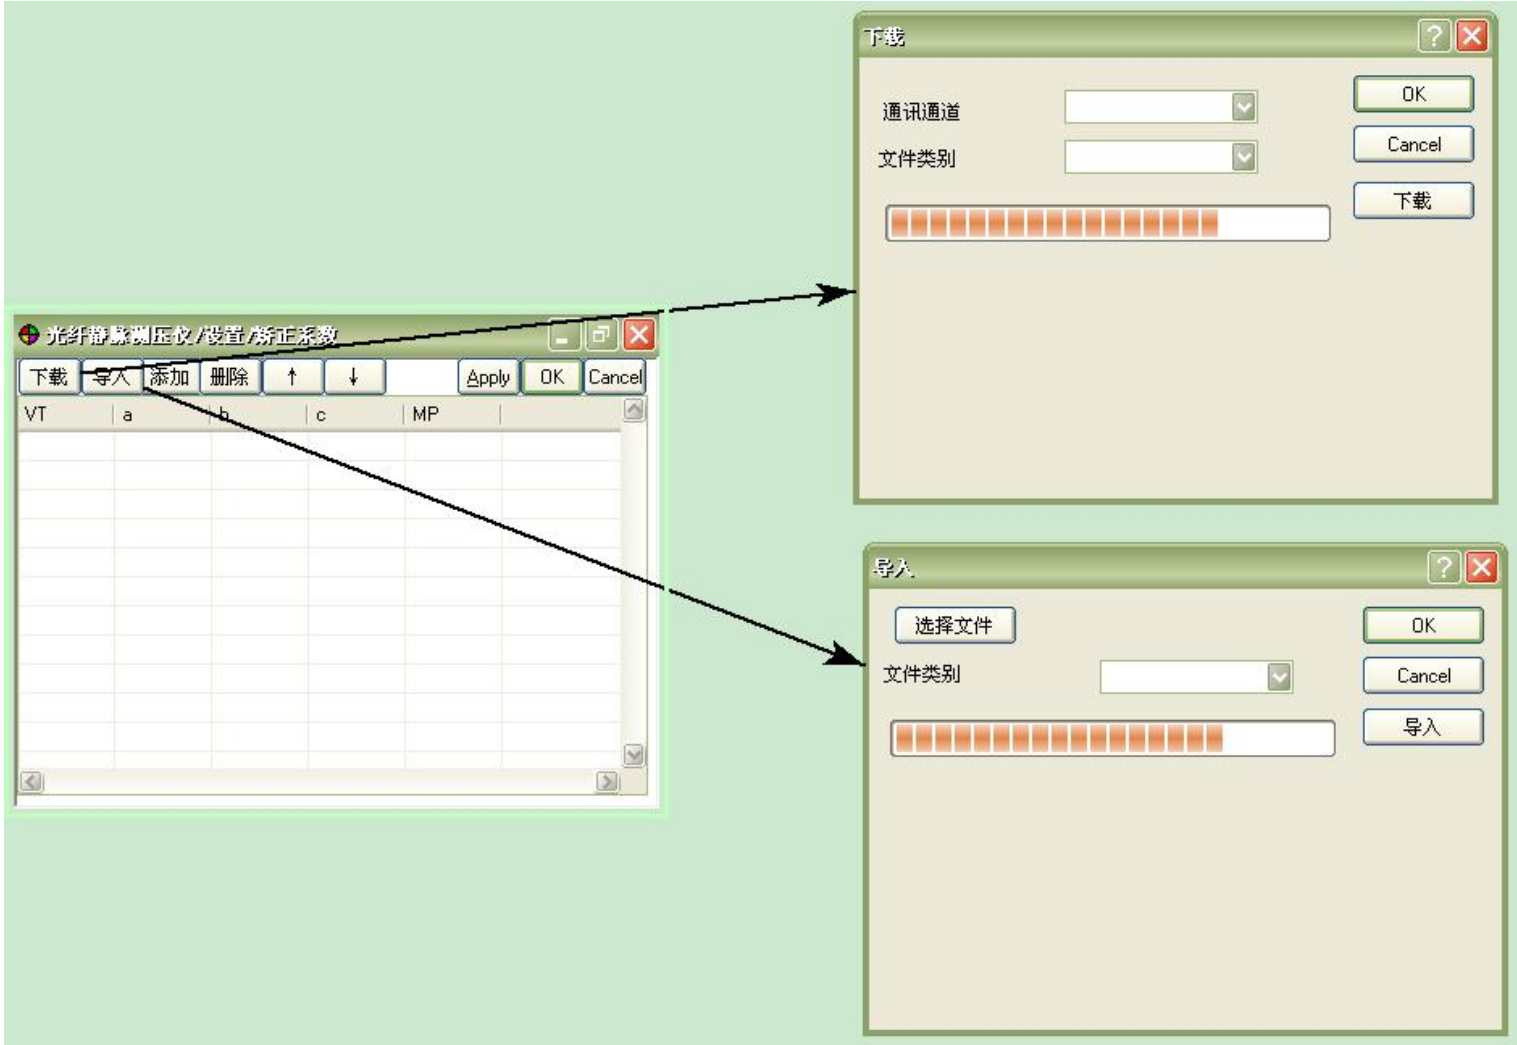 下载
通讯通道
OK
文件类别
Cancel
下载
光纤静脉测压仪/设置/矫正系数
下载 导入 添加 删除 ↑ ↓ Apply OK Cancel
VT a b c MP
导入
选择文件
OK
文件类别
Cancel
导入